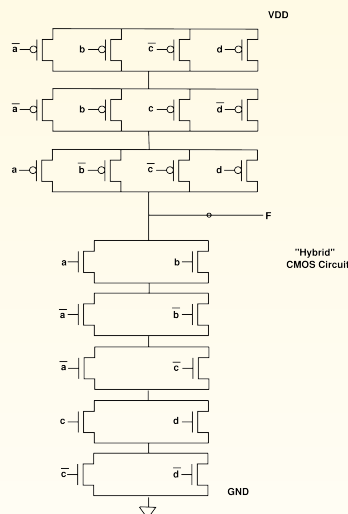 VDD
a̅ b c̅ d
a̅ b c d̅
a b̅ c̅ d
F
a b
"Hybrid"
CMOS Circuit
a̅ b̅
a̅ c̅
c d
c̅ d̅
GND